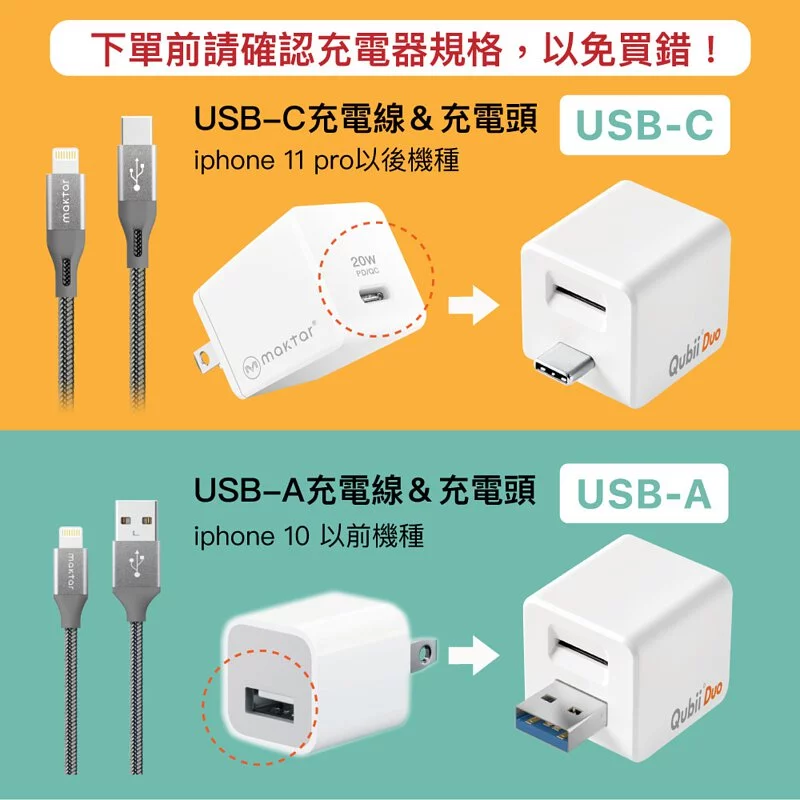 下單前請確認充電器規格，以免買錯！
USB-C充電線＆充電頭
USB-C
iphone 11 pro以後機種
maktar
20W
PD/QC
maktar®
Qubii® Duo
USB-A充電線＆充電頭
USB-A
iphone 10 以前機種
maktar
Qubii® Duo